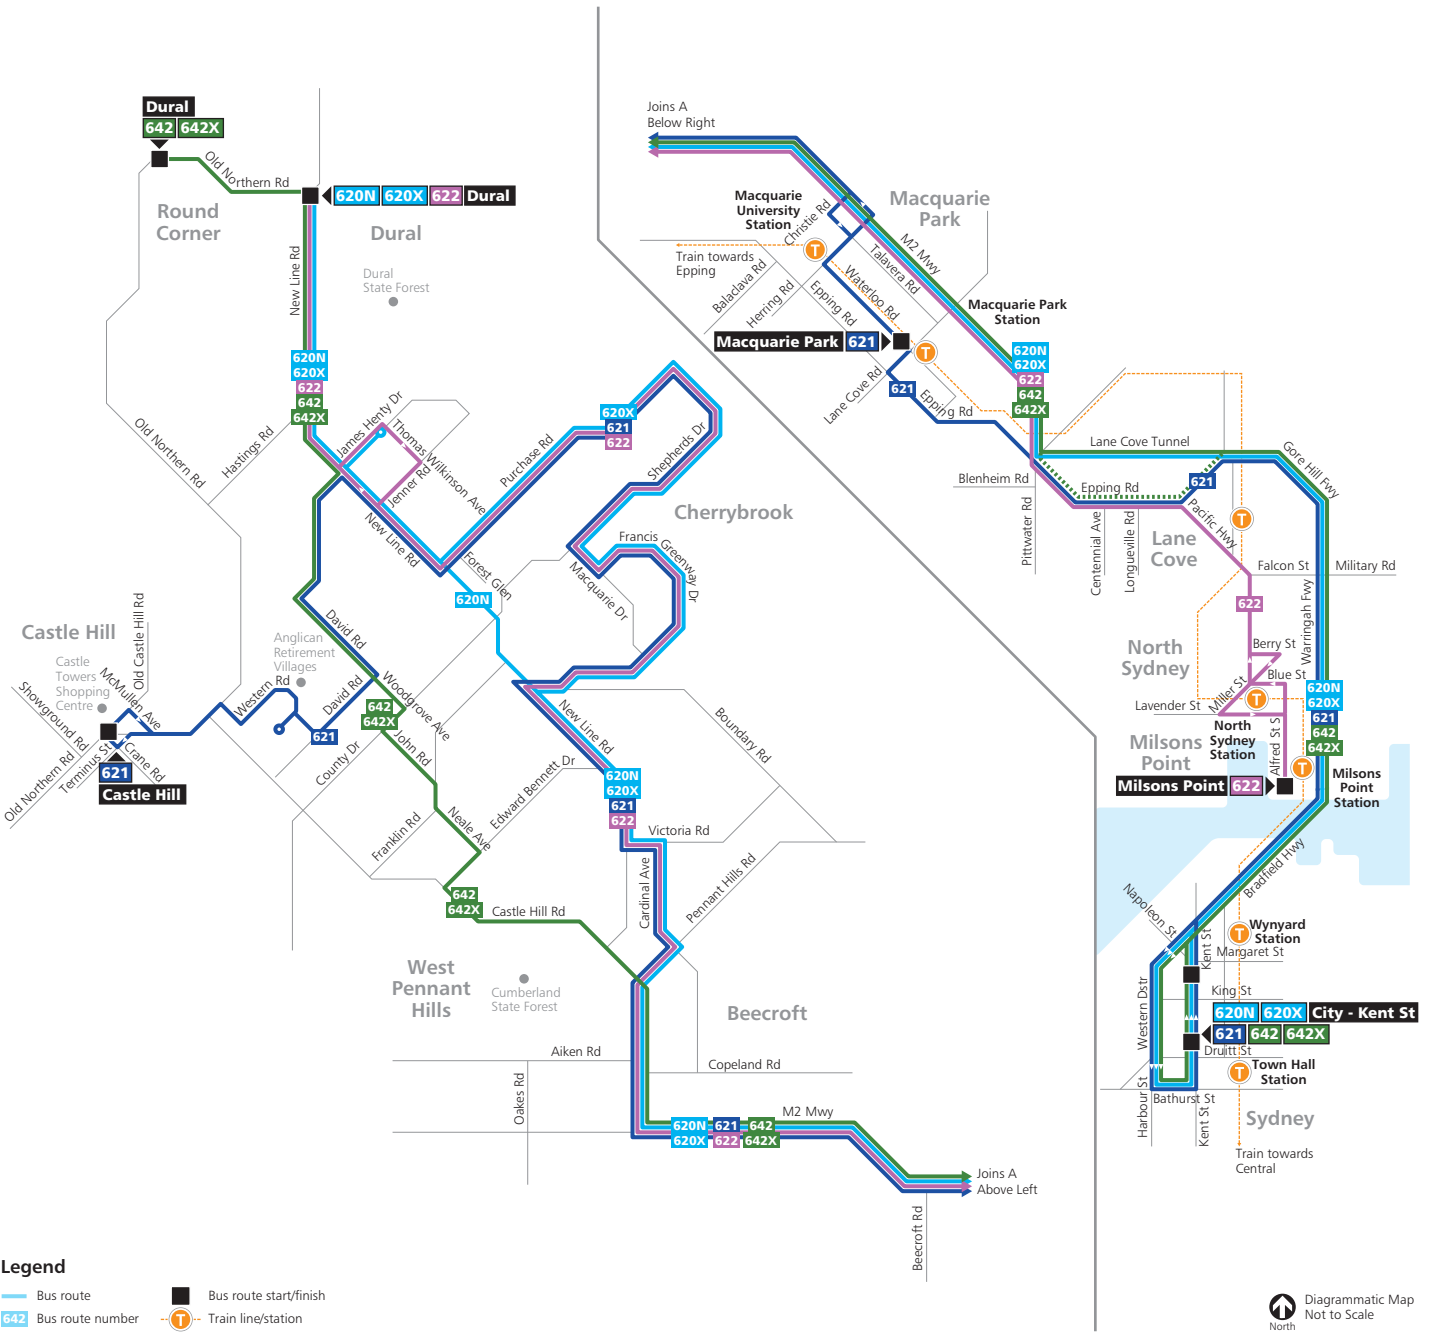 Dural
642 642X
Old Northern Rd
620N 620X 622 Dural
Round
Corner
Dural
New Line Rd
Dural
State Forest
620N
620X
622
642
642X
James Henty Dr
Thomas Wilkinson Ave
Jenner Rd
Hastings Rd
Old Northern Rd
New Line Rd
Purchase Rd
620X
621
622
Shepherds Dr
Cherrybrook
Francis Greenway Dr
Macquarie Dr
Forest Glen
620N
David Rd
Castle Hill
Old Castle Hill Rd
Anglican
Retirement
Villages
Castle
Towers
Shopping
Centre
McMullen Ave
Western Rd
David Rd
Woodgrove Ave
642
642X
621
Showground Rd
Old Northern Rd
Terminus St
Crane Rd
621
Castle Hill
County Dr
John Rd
New Line Rd
Boundary Rd
Edward Bennett Dr
620N
620X
621
622
Franklin Rd
Neale Ave
Victoria Rd
Cardinal Ave
Pennant Hills Rd
642
642X
Castle Hill Rd
West
Pennant
Hills
Cumberland
State Forest
Beecroft
Aiken Rd
Oakes Rd
Copeland Rd
M2 Mwy
620N 621 642
620X 622 642X
Joins A
Above Left
Beecroft Rd
Joins A
Below Right
Macquarie
University
Station
Macquarie
Park
Christie Rd
T
Train towards
Epping
M2 Mwy
Talavera Rd
Balaclava Rd
Herring Rd
Epping Rd
Waterloo Rd
Macquarie Park
Station
Macquarie Park 621
T
Lane Cove Rd
621
Epping Rd
620N
620X
622
642
642X
Lane Cove Tunnel
Gore Hill Fwy
Blenheim Rd
Epping Rd
621
Pittwater Rd
Centennial Ave
Longueville Rd
Pacific Hwy
T
Lane
Cove
Falcon St
Military Rd
622
Warringah Fwy
North
Sydney
Berry St
Blue St
Miller St
T
Lavender St
North
Sydney
Station
Alfred St S
620N
620X
621
642
642X
Milsons
Point
T
Milsons Point 622
Milsons
Point
Station
Bradfield Hwy
Napoleon St
Kent St
T
Wynyard
Station
Margaret St
Western Dstr
King St
620N 620X City - Kent St
621 642 642X
Druitt St
T
Town Hall
Station
Harbour St
Bathurst St
Kent St
Sydney
Train towards
Central
Legend
Bus route
Bus route start/finish
642 Bus route number
T Train line/station
North
Diagrammatic Map
Not to Scale